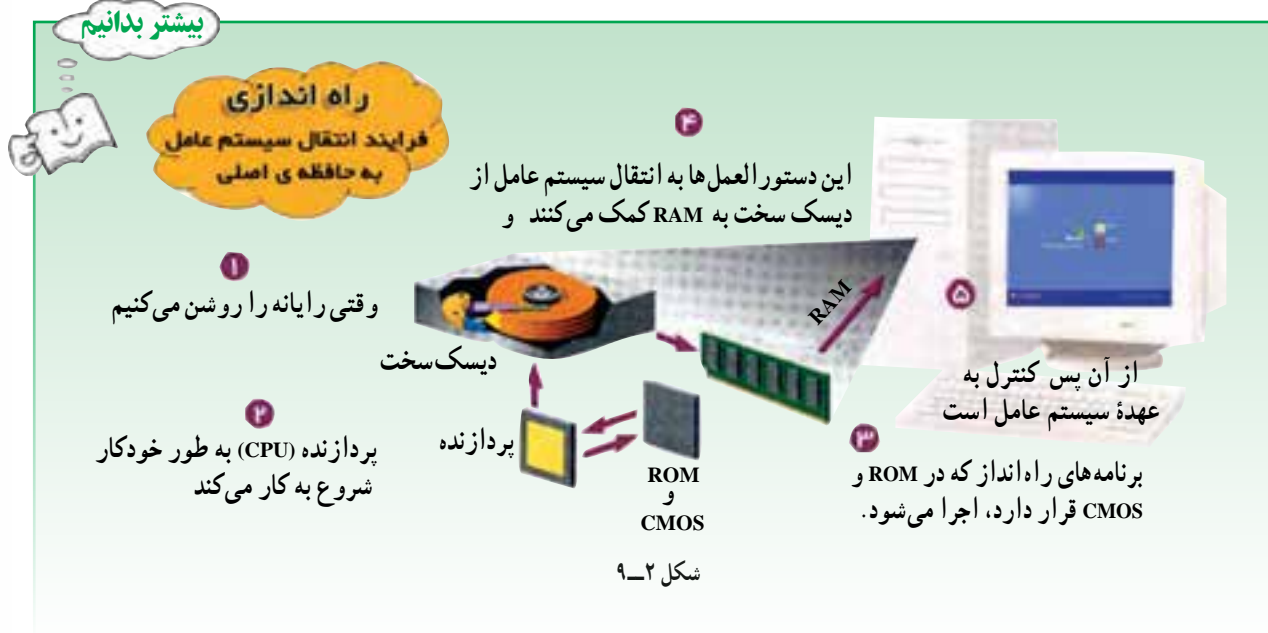 بیشتر بدانیم
راه اندازی
فرایند انتقال سیستم عامل
به حافظه ی اصلی
۱
وقتی رایانه را روشن می‌کنیم
۲
پردازنده (CPU) به طور خودکار
شروع به کار می‌کند
۳
برنامه‌های راه‌انداز که در ROM و
CMOS قرار دارد، اجرا می‌شود.
۴
این دستورالعمل‌ها به انتقال سیستم عامل از
دیسک سخت به RAM کمک می‌کنند و
۵
از آن پس کنترل به
عهدهٔ سیستم عامل است
دیسک‌سخت
پردازنده
ROM
و
CMOS
RAM
شکل ۲ــ۹